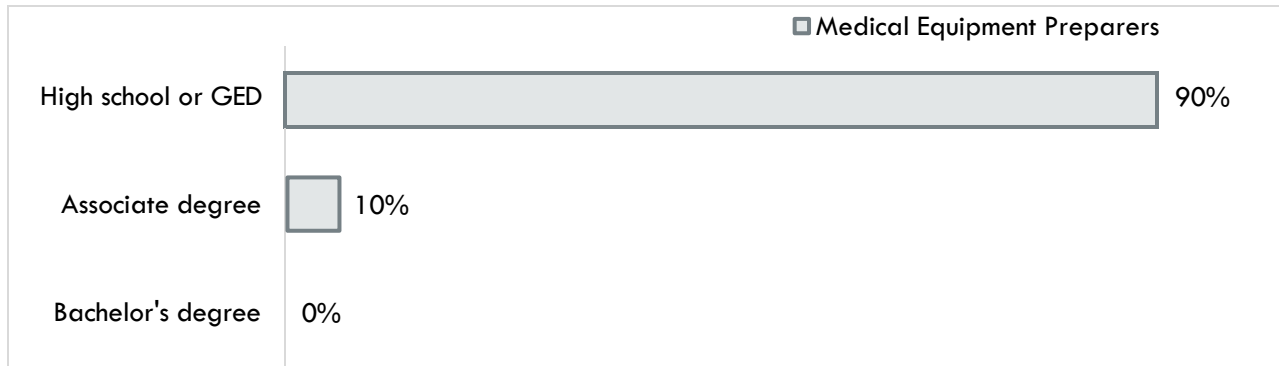 Medical Equipment Preparers
High school or GED 90%
Associate degree 10%
Bachelor's degree 0%